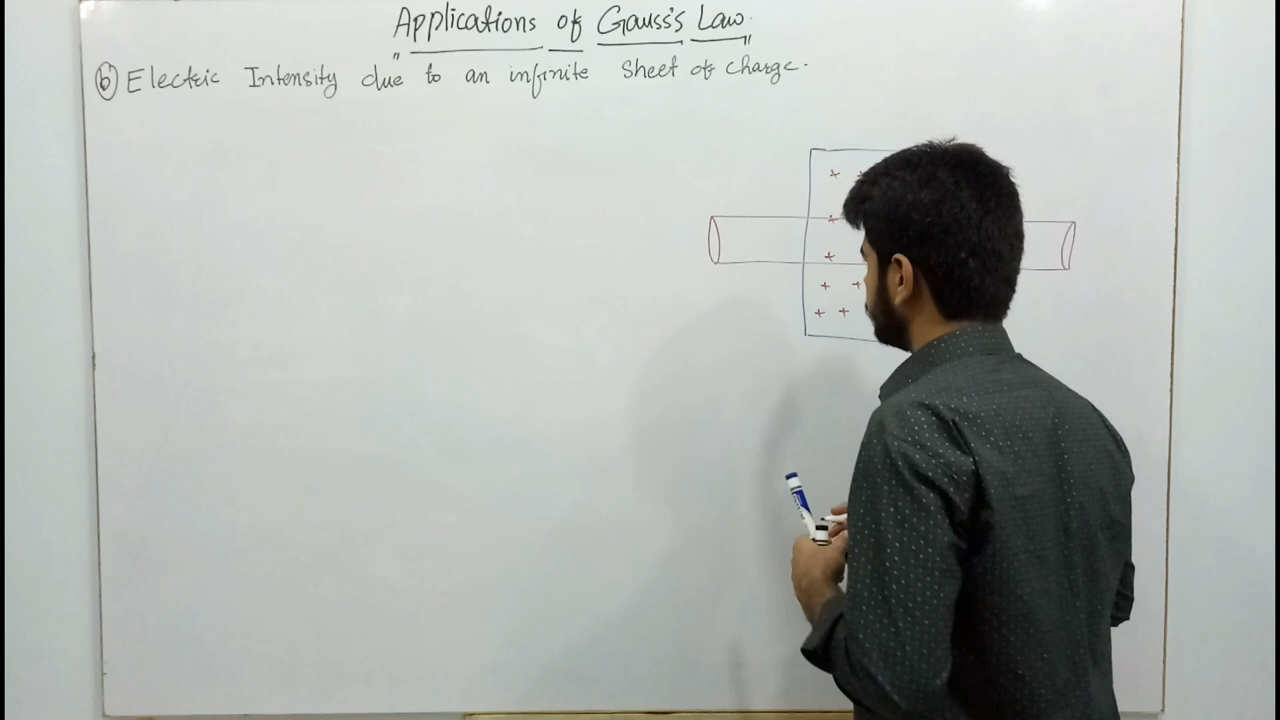 "Applications of Gauss's Law"
(b) Electric Intensity due to an infinite Sheet of charge.
+ +
+
+
+ +
+ +